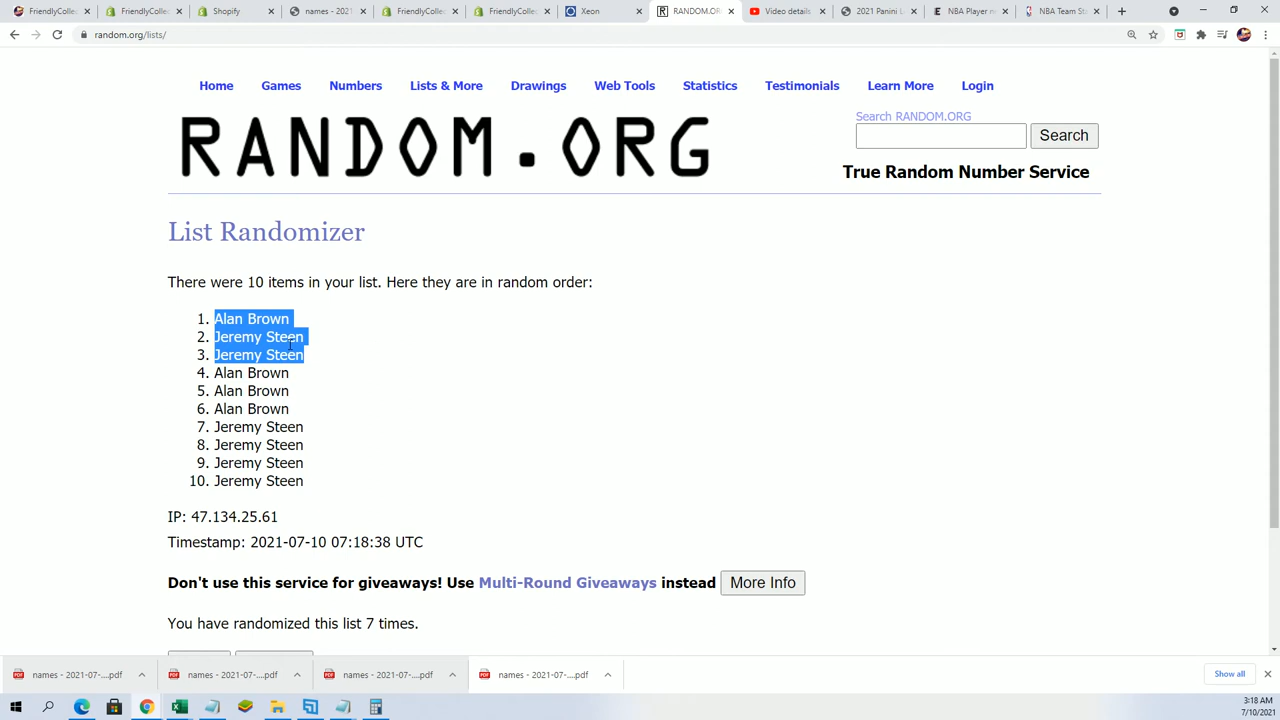 FriendlyCollec
FriendlyCollec
Shopify
names - 2021
FriendlyCollec
FriendlyCollec
Xeon
RANDOM.OR
Video details
2021 Panini
NBA Player n
NBA Team St
random.org/lists/
Home Games Numbers Lists & More Drawings Web Tools Statistics Testimonials Learn More Login
RANDOM.ORG
Search RANDOM.ORG
Search
True Random Number Service
List Randomizer
There were 10 items in your list. Here they are in random order:
1. Alan Brown
2. Jeremy Steen
3. Jeremy Steen
4. Alan Brown
5. Alan Brown
6. Alan Brown
7. Jeremy Steen
8. Jeremy Steen
9. Jeremy Steen
10. Jeremy Steen
IP: 47.134.25.61
Timestamp: 2021-07-10 07:18:38 UTC
Don't use this service for giveaways! Use Multi-Round Giveaways instead More Info
You have randomized this list 7 times.
names - 2021-07-....pdf
names - 2021-07-....pdf
names - 2021-07-....pdf
names - 2021-07-....pdf
Show all
3:18 AM
7/10/2021